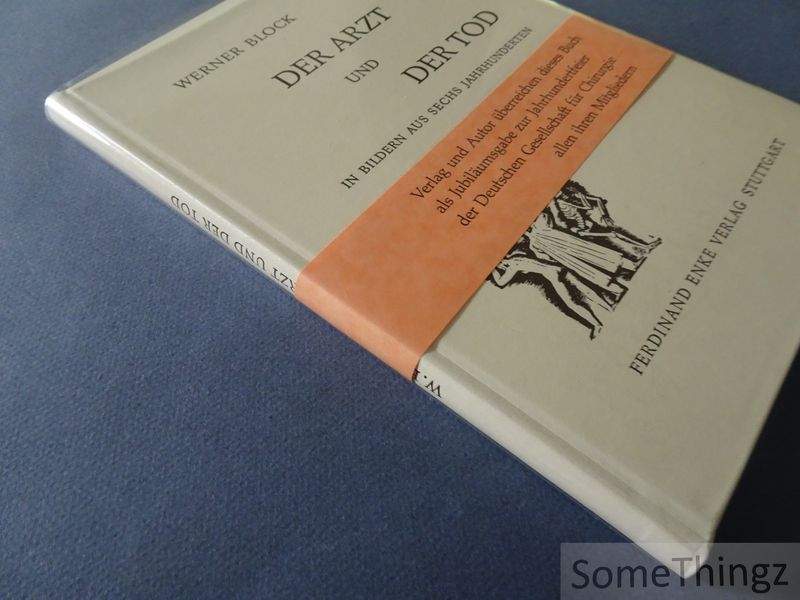 WERNER BLOCK
DER ARZT
UND
DER TOD
IN BILDERN AUS SECHS JAHRHUNDERTEN
Verlag und Autor überreichen dieses Buch
als Jubiläumsgabe zur Jahrhundertfeier
der Deutschen Gesellschaft für Chirurgie
allen ihren Mitgliedern
FERDINAND ENKE VERLAG STUTTGART
RZT UND DER TOD
W.
SomeThingz